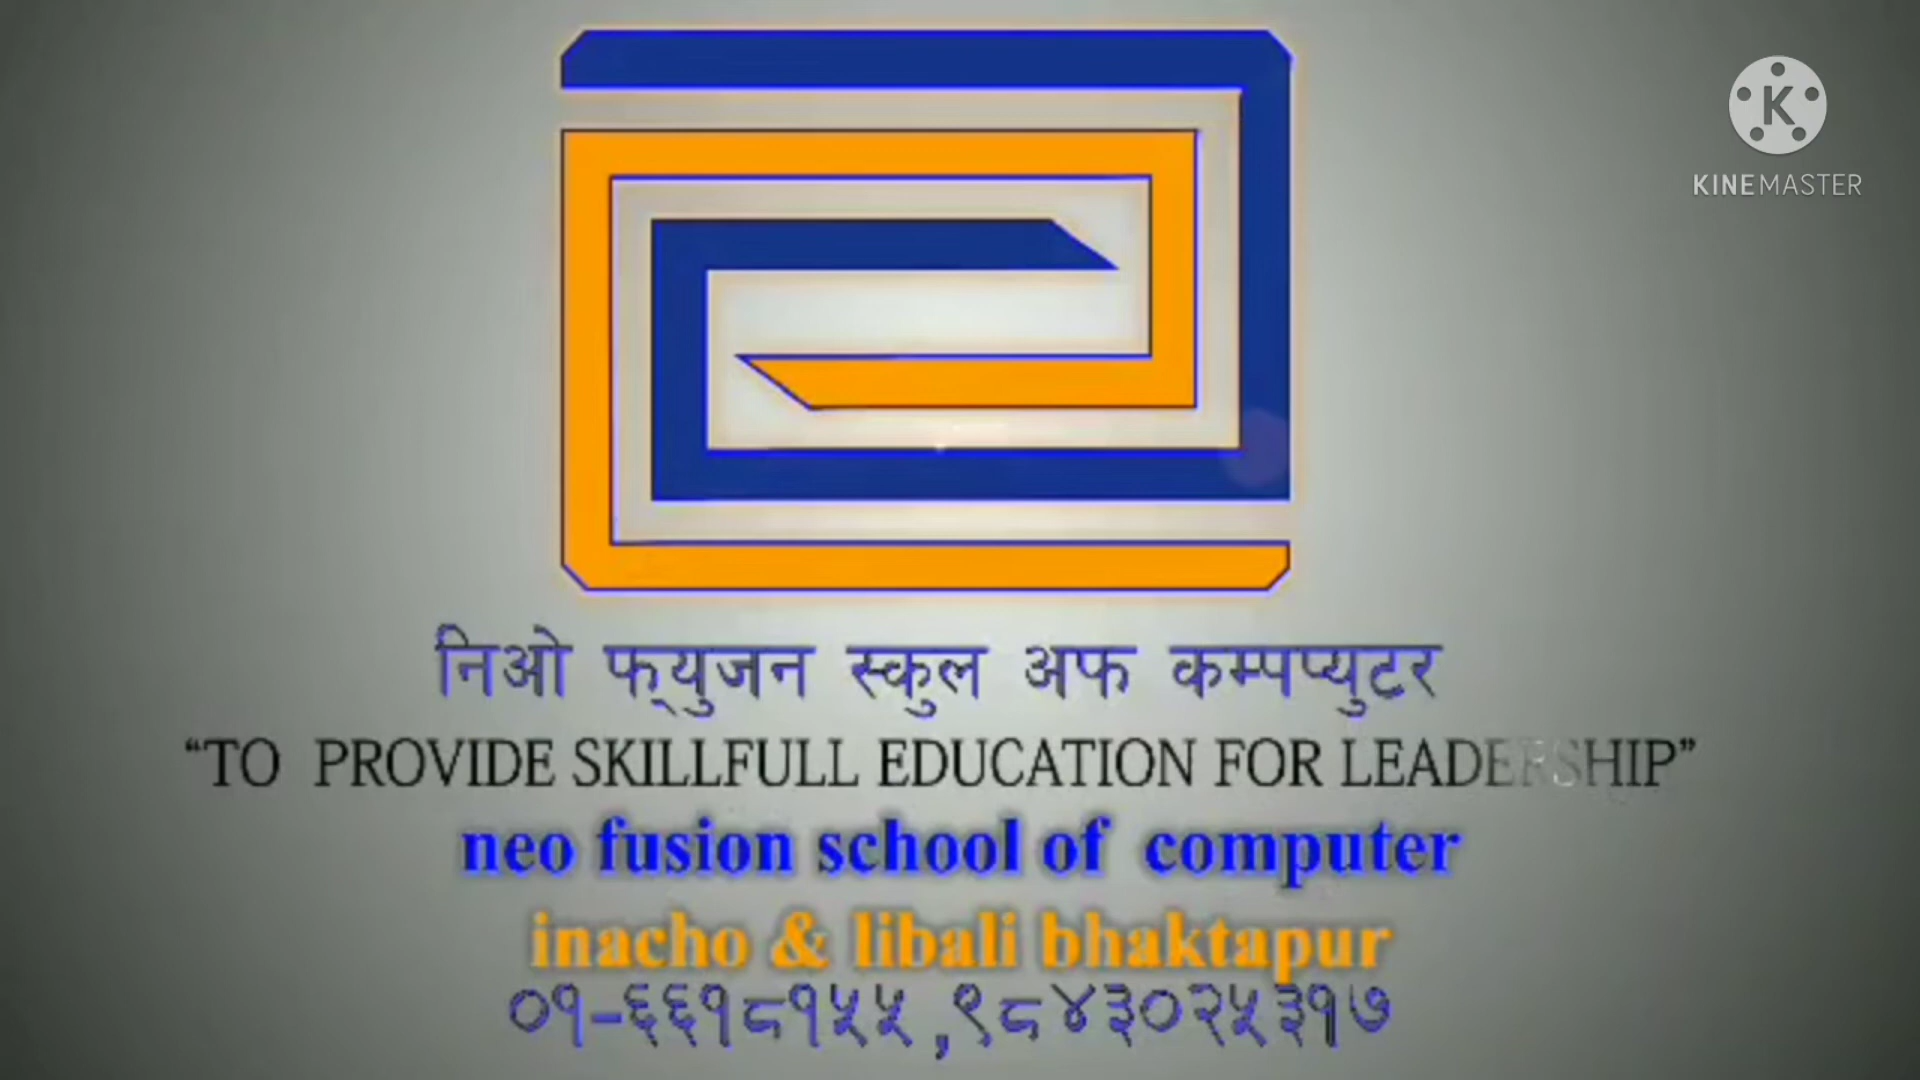 K
KINEMASTER
निओ फ्युजन स्कुल अफ कम्पप्युटर
“TO PROVIDE SKILLFULL EDUCATION FOR LEADERSHIP”
neo fusion school of computer
inacho & libali bhaktapur
०१-६६१८१५५ ,९८४३०२५३१७